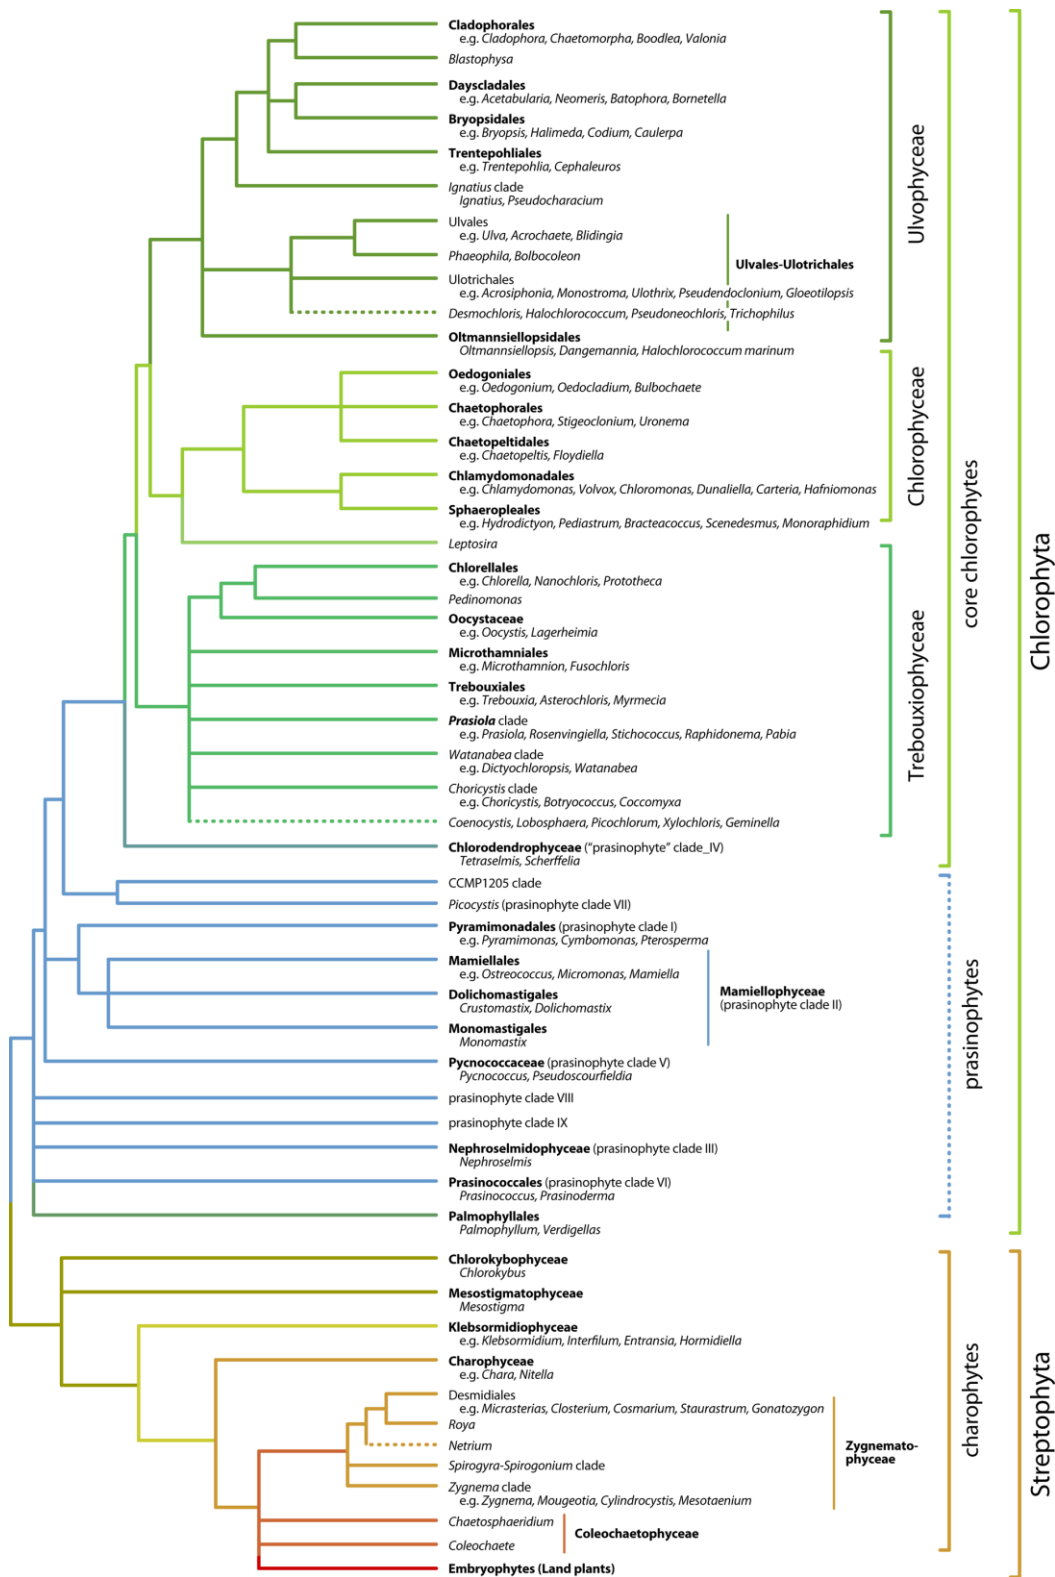 Cladophorales
e.g. Cladophora, Chaetomorpha, Boodlea, Valonia
Blastophysa
Dayscladales
e.g. Acetabularia, Neomeris, Batophora, Bornetella
Bryopsidales
e.g. Bryopsis, Halimeda, Codium, Caulerpa
Trentepohliales
e.g. Trentepohlia, Cephaleuros
Ignatius clade
Ignatius, Pseudocharacium
Ulvales
e.g. Ulva, Acrochaete, Blidingia
Phaeophila, Bolbocoleon
Ulvales-Ulotrichales
Ulotrichales
e.g. Acrosiphonia, Monostroma, Ulothrix, Pseudendoclonium, Gloeotilopsis
Desmochloris, Halochlorococcum, Pseudoneochloris, Trichophilus
Oltmannsiellopsidales
Oltmannsiellopsis, Dangemannia, Halochlorococcum marinum
Ulvophyceae
Oedogoniales
e.g. Oedogonium, Oedocladium, Bulbochaete
Chaetophorales
e.g. Chaetophora, Stigeoclonium, Uronema
Chaetopeltidales
e.g. Chaetopeltis, Floydiella
Chlamydomonadales
e.g. Chlamydomonas, Volvox, Chloromonas, Dunaliella, Carteria, Hafniomonas
Sphaeropleales
e.g. Hydrodictyon, Pediastrum, Bracteacoccus, Scenedesmus, Monoraphidium
Chlorophyceae
Leptosira
Chlorellales
e.g. Chlorella, Nanochloris, Prototheca
Pedinomonas
Oocystaceae
e.g. Oocystis, Lagerheimia
Microthamniales
e.g. Microthamnion, Fusochloris
Trebouxiales
e.g. Trebouxia, Asterochloris, Myrmecia
Prasiola clade
e.g. Prasiola, Rosenvingiella, Stichococcus, Raphidonema, Pabia
Watanabea clade
e.g. Dictyochloropsis, Watanabea
Choricystis clade
e.g. Choricystis, Botryococcus, Coccomyxa
Coenocystis, Lobosphaera, Picochlorum, Xylochloris, Geminella
Trebouxiophyceae
Chlorodendrophyceae ("prasinophyte" clade_IV)
Tetraselmis, Scherffelia
core chlorophytes
CCMP1205 clade
Picocystis (prasinophyte clade VII)
Pyramimonadales (prasinophyte clade I)
e.g. Pyramimonas, Cymbomonas, Pterosperma
Mamiellales
e.g. Ostreococcus, Micromonas, Mamiella
Dolichomastigales
Crustomastix, Dolichomastix
Monomastigales
Monomastix
Mamiellophyceae
(prasinophyte clade II)
Pycnococcaceae (prasinophyte clade V)
Pycnococcus, Pseudoscourfieldia
prasinophyte clade VIII
prasinophyte clade IX
Nephroselmidophyceae (prasinophyte clade III)
Nephroselmis
Prasinococcales (prasinophyte clade VI)
Prasinococcus, Prasinoderma
Palmophyllales
Palmophyllum, Verdigellas
prasinophytes
Chlorophyta
Chlorokybophyceae
Chlorokybus
Mesostigmatophyceae
Mesostigma
Klebsormidiophyceae
e.g. Klebsormidium, Interfilum, Entransia, Hormidiella
Charophyceae
e.g. Chara, Nitella
Desmidiales
e.g. Micrasterias, Closterium, Cosmarium, Staurastrum, Gonatozygon
Roya
Netrium
Spirogyra-Spirogonium clade
Zygnema clade
e.g. Zygnema, Mougeotia, Cylindrocystis, Mesotaenium
Zygnemato-
phyceae
Chaetosphaeridium
Coleochaete
Coleochaetophyceae
Embryophytes (Land plants)
charophytes
Streptophyta